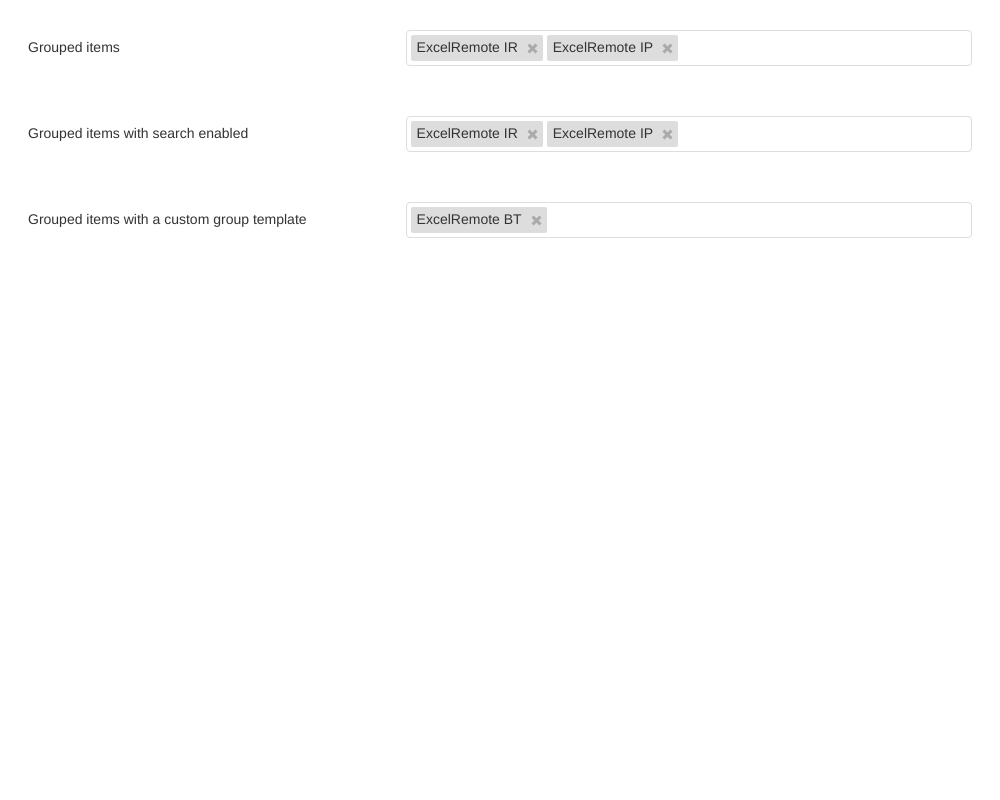 Grouped items
ExcelRemote IR ExcelRemote IP
Grouped items with search enabled
ExcelRemote IR ExcelRemote IP
Grouped items with a custom group template
ExcelRemote BT